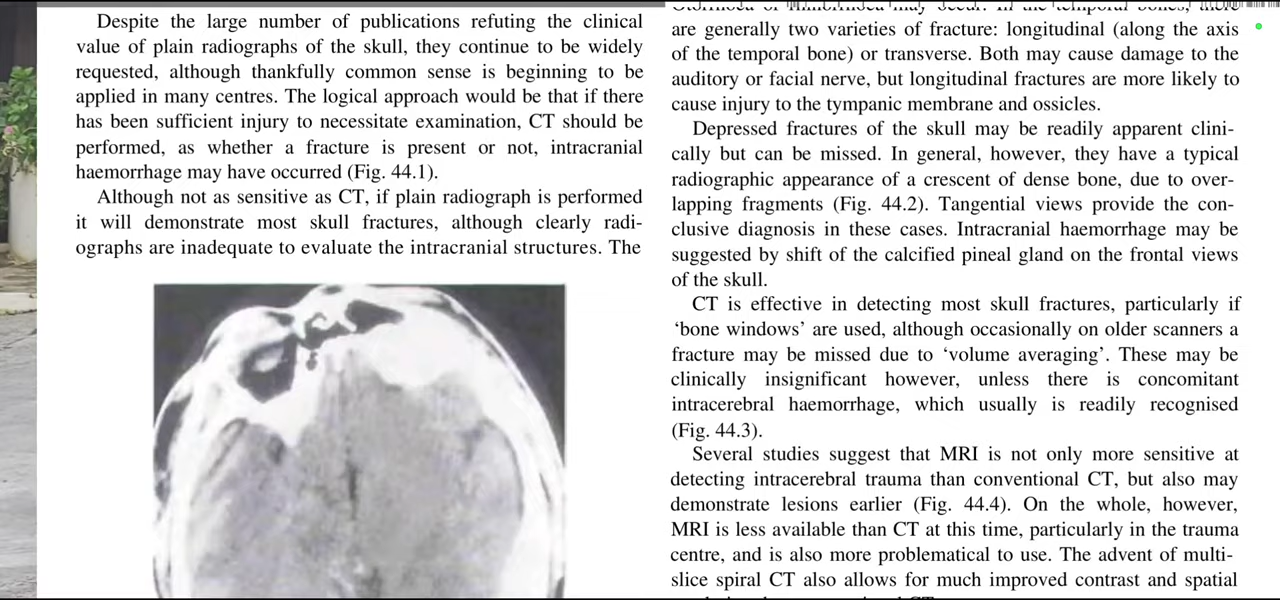 Despite the large number of publications refuting the clinical
value of plain radiographs of the skull, they continue to be widely
requested, although thankfully common sense is beginning to be
applied in many centres. The logical approach would be that if there
has been sufficient injury to necessitate examination, CT should be
performed, as whether a fracture is present or not, intracranial
haemorrhage may have occurred (Fig. 44.1).
Although not as sensitive as CT, if plain radiograph is performed
it will demonstrate most skull fractures, although clearly radi-
ographs are inadequate to evaluate the intracranial structures. The
are generally two varieties of fracture: longitudinal (along the axis
of the temporal bone) or transverse. Both may cause damage to the
auditory or facial nerve, but longitudinal fractures are more likely to
cause injury to the tympanic membrane and ossicles.
Depressed fractures of the skull may be readily apparent clini-
cally but can be missed. In general, however, they have a typical
radiographic appearance of a crescent of dense bone, due to over-
lapping fragments (Fig. 44.2). Tangential views provide the con-
clusive diagnosis in these cases. Intracranial haemorrhage may be
suggested by shift of the calcified pineal gland on the frontal views
of the skull.
CT is effective in detecting most skull fractures, particularly if
‘bone windows’ are used, although occasionally on older scanners a
fracture may be missed due to ‘volume averaging’. These may be
clinically insignificant however, unless there is concomitant
intracerebral haemorrhage, which usually is readily recognised
(Fig. 44.3).
Several studies suggest that MRI is not only more sensitive at
detecting intracerebral trauma than conventional CT, but also may
demonstrate lesions earlier (Fig. 44.4). On the whole, however,
MRI is less available than CT at this time, particularly in the trauma
centre, and is also more problematical to use. The advent of multi-
slice spiral CT also allows for much improved contrast and spatial